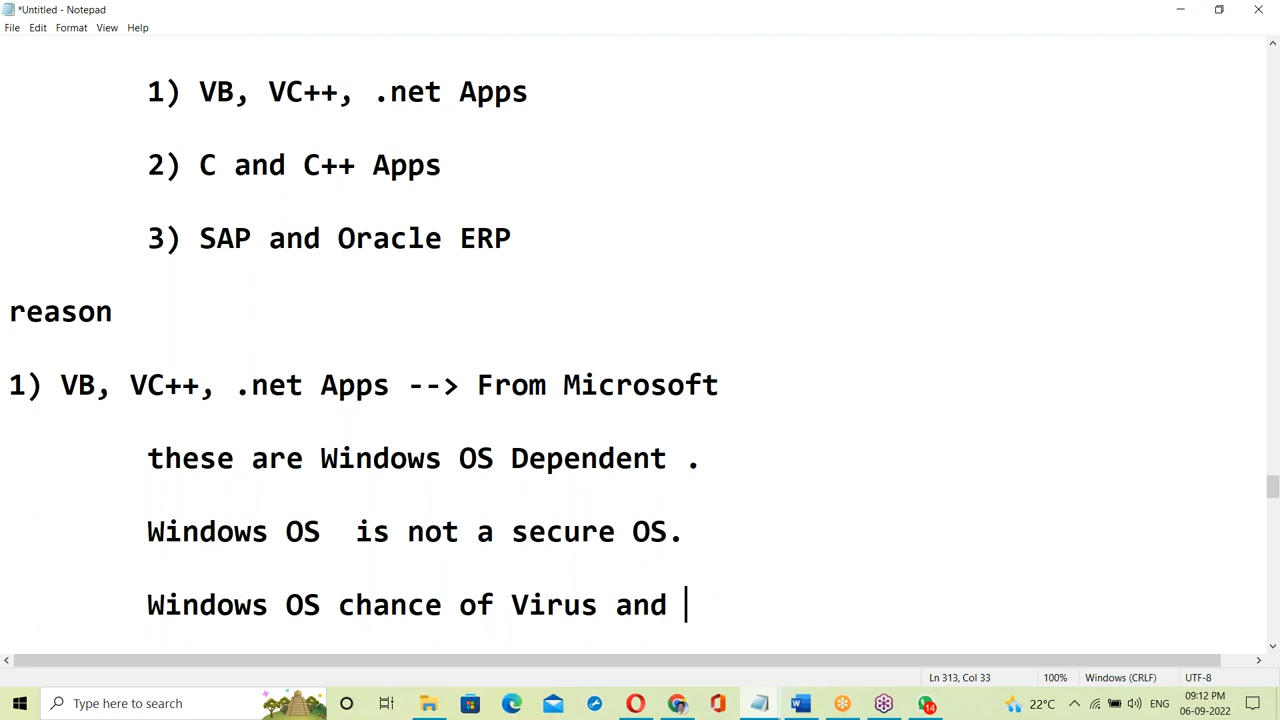 *Untitled - Notepad
File Edit Format View Help
1) VB, VC++, .net Apps
2) C and C++ Apps
3) SAP and Oracle ERP
reason
1) VB, VC++, .net Apps --> From Microsoft
these are Windows OS Dependent .
Windows OS  is not a secure OS.
Windows OS chance of Virus and
Ln 313, Col 33 100% Windows (CRLF) UTF-8
Type here to search 14 22°C ENG 09:12 PM
06-09-2022